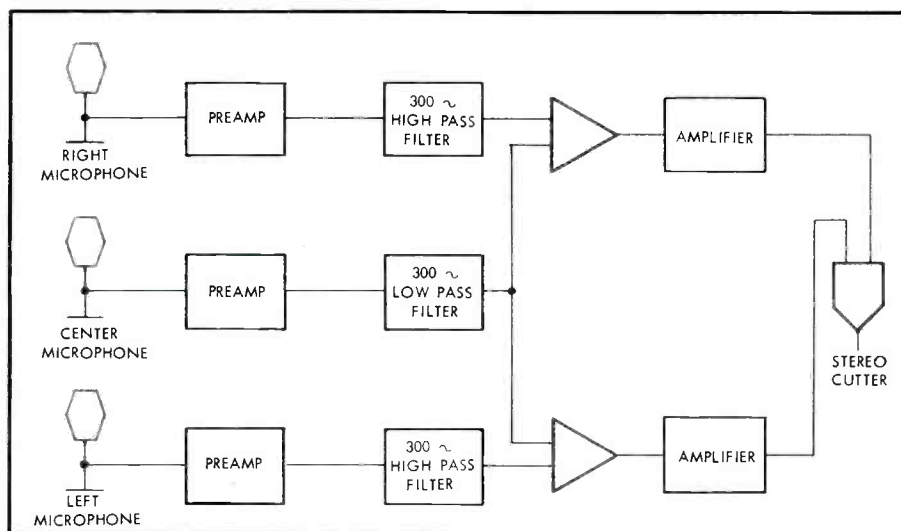 RIGHT
MICROPHONE
PREAMP
300 ~
HIGH PASS
FILTER
AMPLIFIER
CENTER
MICROPHONE
PREAMP
300 ~
LOW PASS
FILTER
STEREO
CUTTER
LEFT
MICROPHONE
PREAMP
300 ~
HIGH PASS
FILTER
AMPLIFIER